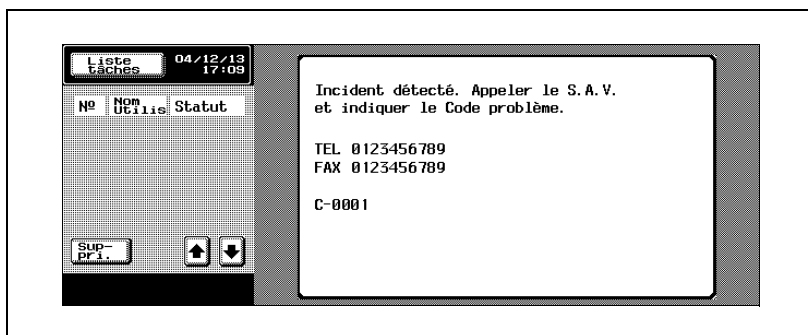 Liste
tâches
04/12/13
17:09
Nº
Nom
Utilis
Statut
Sup-
pri.
Incident détecté. Appeler le S.A.V.
et indiquer le Code problème.
TEL 0123456789
FAX 0123456789
C-0001